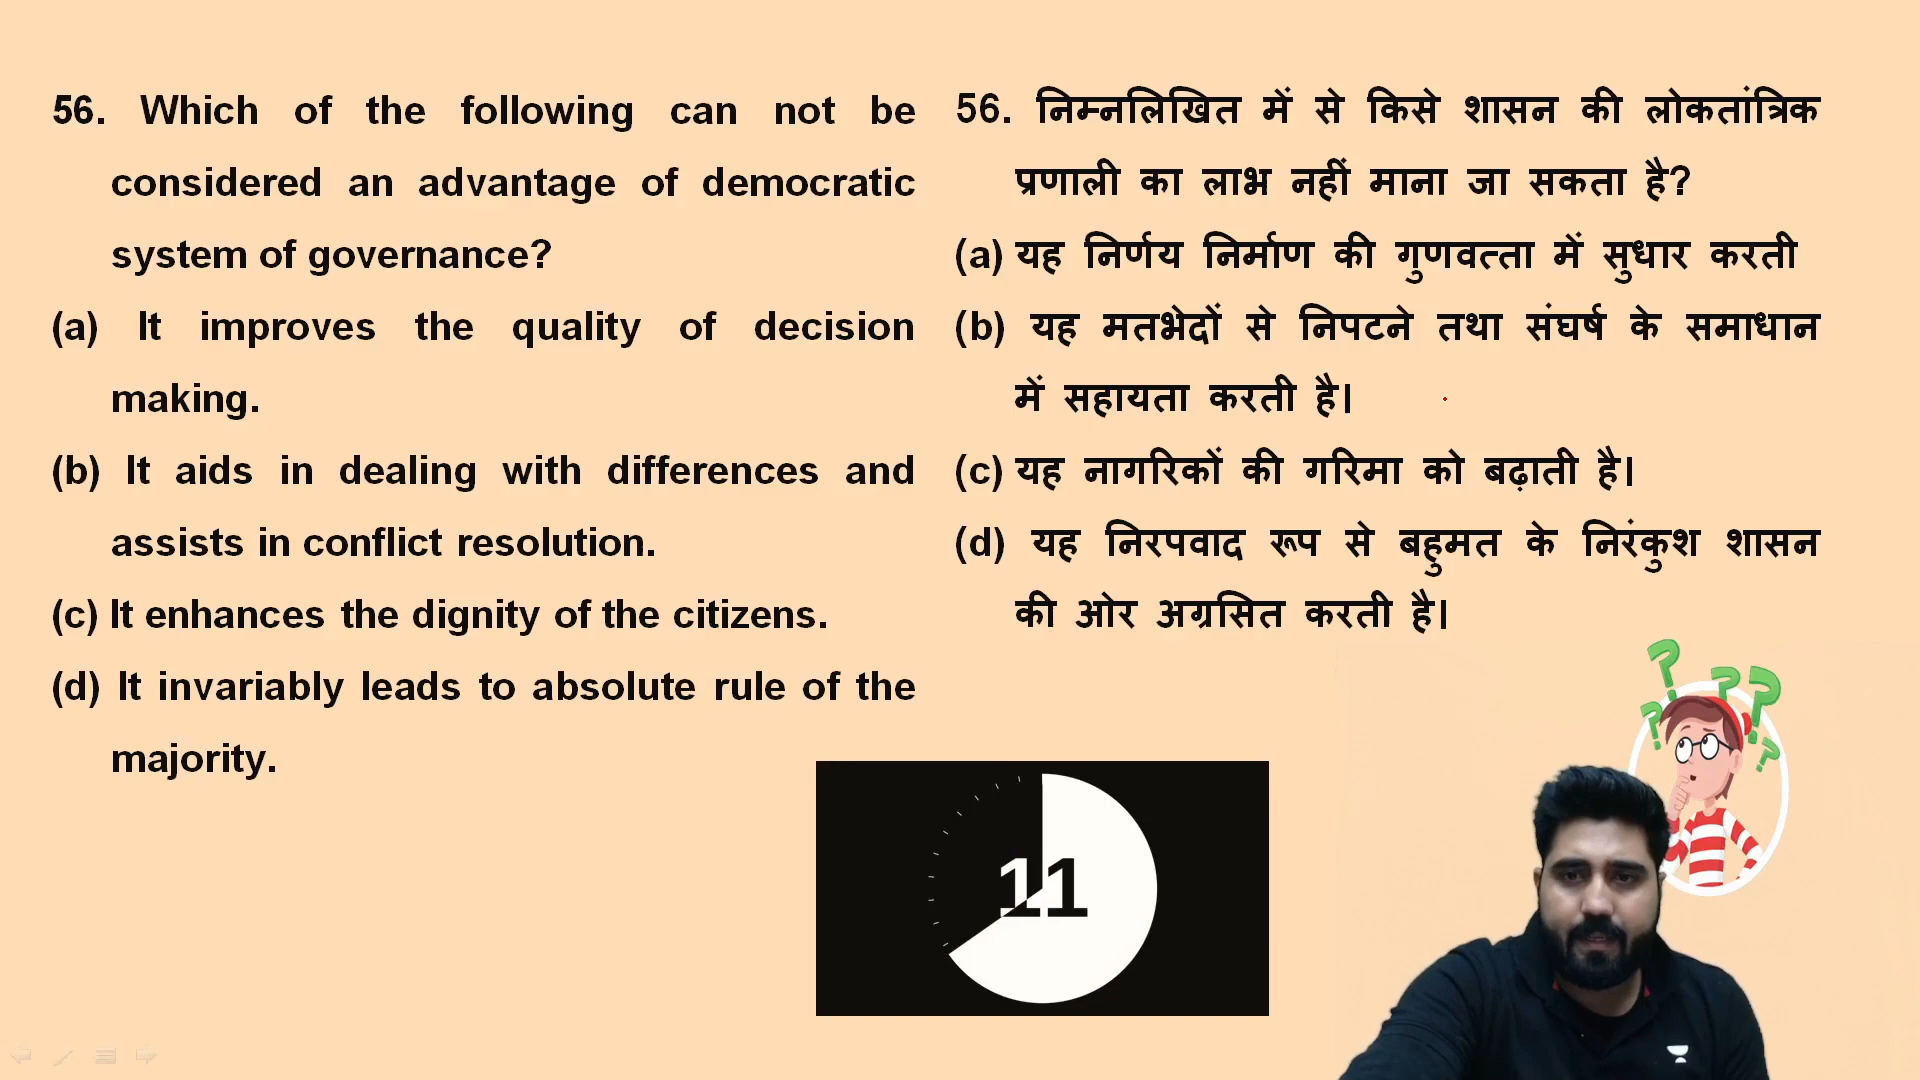 56. Which of the following can not be
considered an advantage of democratic
system of governance?
(a) It improves the quality of decision
making.
(b) It aids in dealing with differences and
assists in conflict resolution.
(c) It enhances the dignity of the citizens.
(d) It invariably leads to absolute rule of the
majority.
56. निम्नलिखित में से किसे शासन की लोकतांत्रिक
प्रणाली का लाभ नहीं माना जा सकता है?
(a) यह निर्णय निर्माण की गुणवत्ता में सुधार करती
(b) यह मतभेदों से निपटने तथा संघर्ष के समाधान
में सहायता करती है।
(c) यह नागरिकों की गरिमा को बढ़ाती है।
(d) यह निरपवाद रूप से बहुमत के निरंकुश शासन
की ओर अग्रसित करती है।
? ? ? ? ?
11